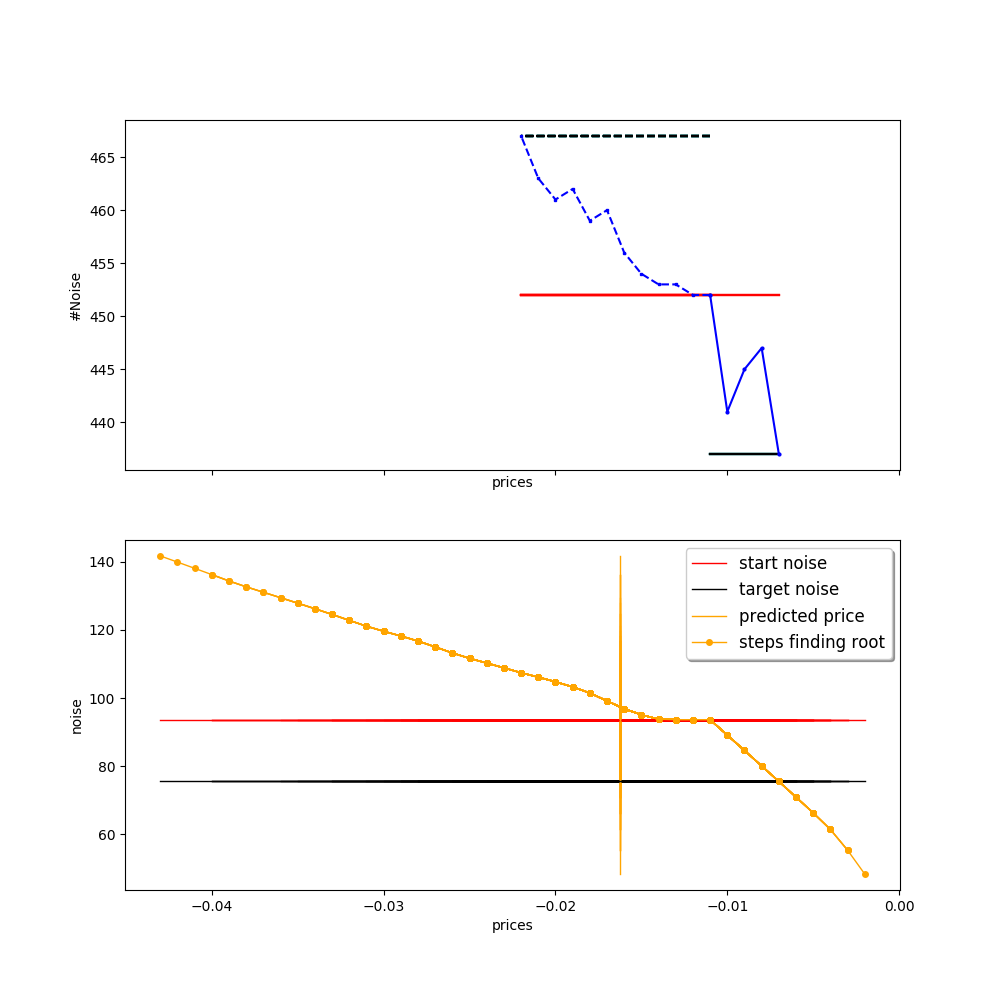 465
460
455
450
445
440
#Noise
prices
140
120
100
80
60
noise
start noise
target noise
predicted price
steps finding root
−0.04 −0.03 −0.02 −0.01 0.00
prices